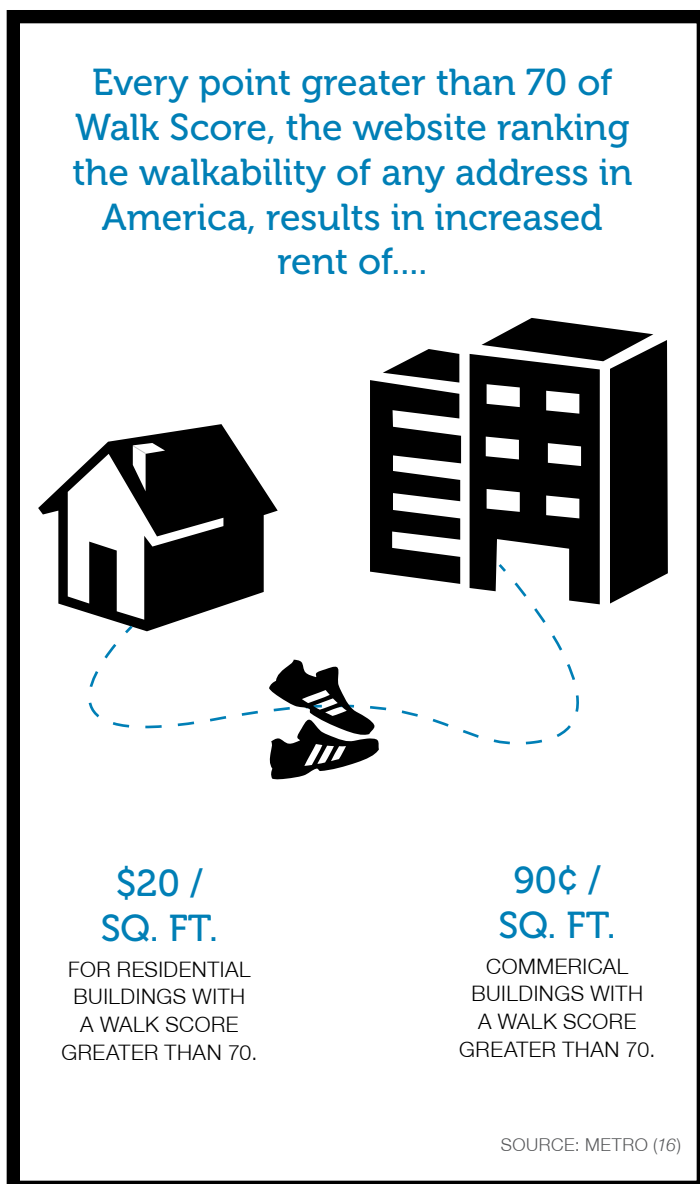 Every point greater than 70 of
Walk Score, the website ranking
the walkability of any address in
America, results in increased
rent of....
$20 /
SQ. FT.
FOR RESIDENTIAL
BUILDINGS WITH
A WALK SCORE
GREATER THAN 70.
90¢ /
SQ. FT.
COMMERICAL
BUILDINGS WITH
A WALK SCORE
GREATER THAN 70.
SOURCE: METRO (16)